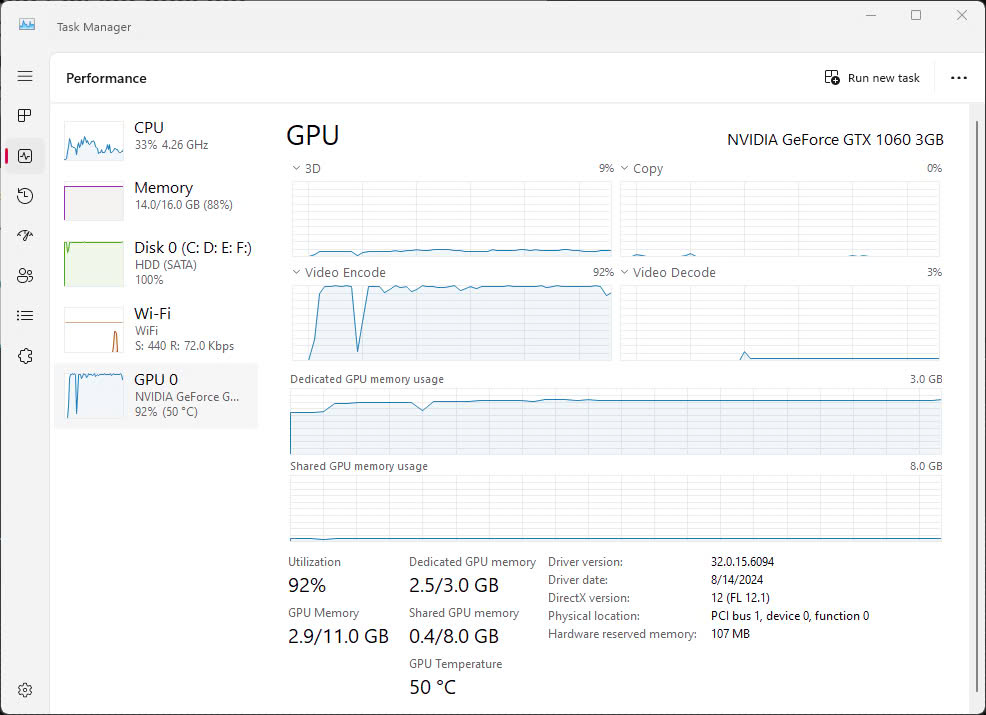 Task Manager
Performance
Run new task
CPU
33% 4.26 GHz
Memory
14.0/16.0 GB (88%)
Disk 0 (C: D: E: F:)
HDD (SATA)
100%
Wi-Fi
WiFi
S: 440 R: 72.0 Kbps
GPU 0
NVIDIA GeForce G...
92% (50 °C)
GPU
NVIDIA GeForce GTX 1060 3GB
3D 9%
Copy 0%
Video Encode 92%
Video Decode 3%
Dedicated GPU memory usage 3.0 GB
Shared GPU memory usage 8.0 GB
Utilization
92%
Dedicated GPU memory
2.5/3.0 GB
GPU Memory
2.9/11.0 GB
Shared GPU memory
0.4/8.0 GB
GPU Temperature
50 °C
Driver version: 32.0.15.6094
Driver date: 8/14/2024
DirectX version: 12 (FL 12.1)
Physical location: PCI bus 1, device 0, function 0
Hardware reserved memory: 107 MB